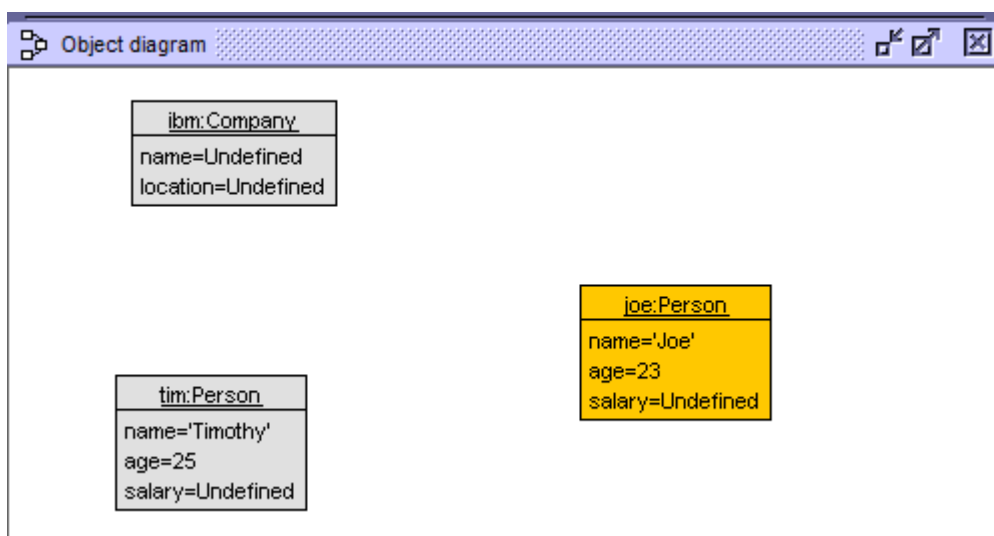 Object diagram
ibm:Company
name=Undefined
location=Undefined
joe:Person
name='Joe'
age=23
salary=Undefined
tim:Person
name='Timothy'
age=25
salary=Undefined